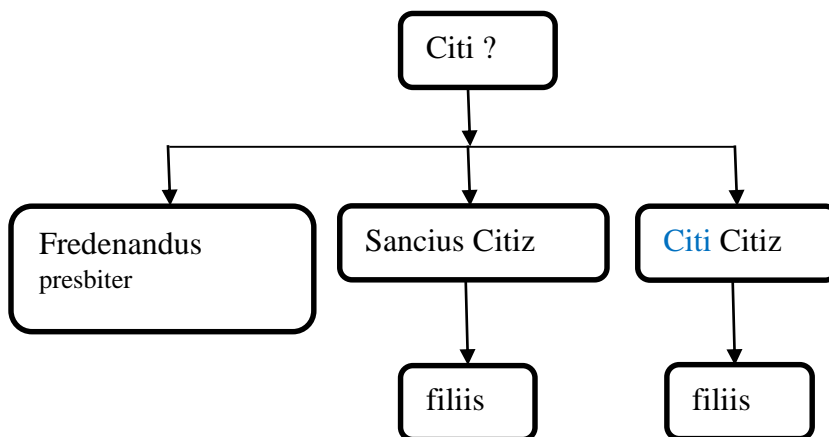 Citi ?
Fredenandus
presbiter
Sancius Citiz
Citi Citiz
filiis
filiis